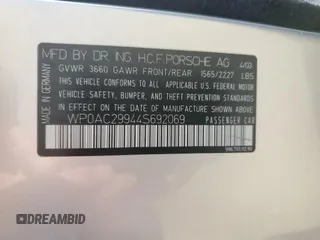 MFD BY DR ING H.C.F. PORSCHE AG 4/03
GVWR 3660 GAWR FRONT/REAR 1565/2227 LBS
MADE IN GERMANY
THIS VEHICLE CONFORMS TO ALL APPLICABLE
U.S. FEDERAL MOTOR VEHICLE SAFETY BUMPER
AND THEFT PREVENTION STANDARDS IN EFFECT
ON THE DATE OF MANUFACTURE SHOWN ABOVE
WP0AC29944S692069
PASSENGER CAR
DREAMBID